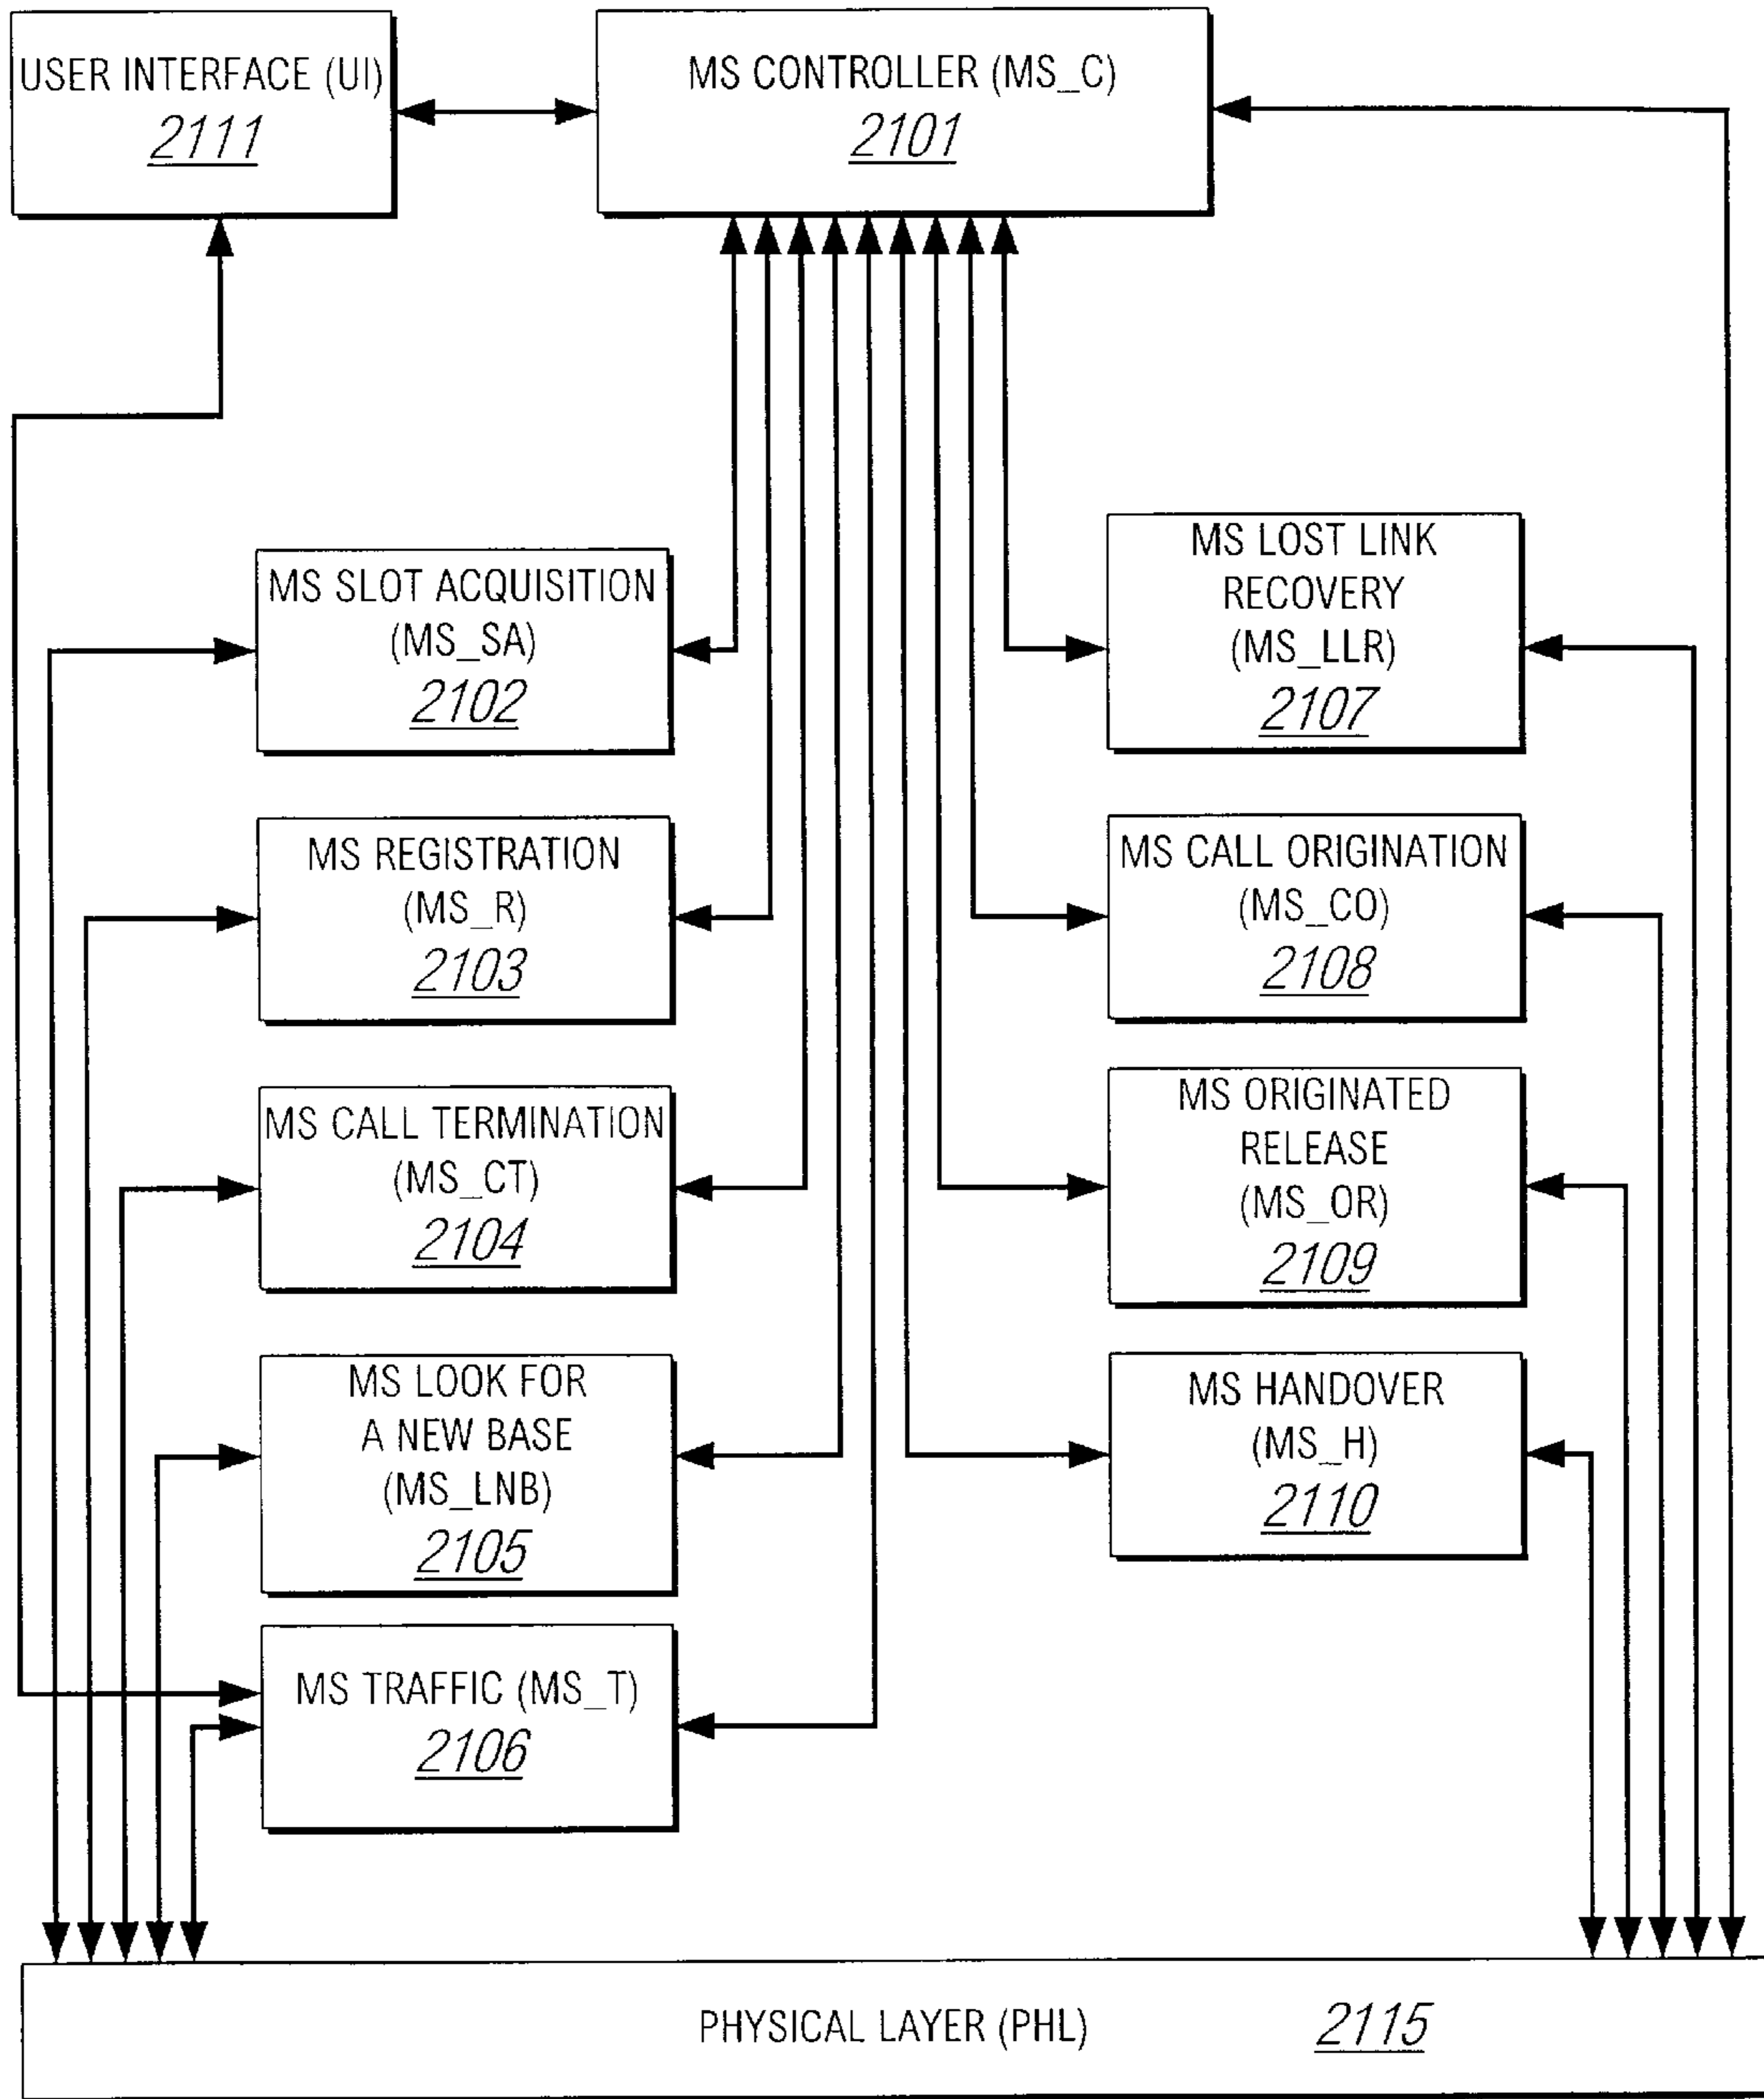 USER INTERFACE (UI)
2111
MS CONTROLLER (MS_C)
2101
MS SLOT ACQUISITION
(MS_SA)
2102
MS REGISTRATION
(MS_R)
2103
MS CALL TERMINATION
(MS_CT)
2104
MS LOOK FOR
A NEW BASE
(MS_LNB)
2105
MS TRAFFIC (MS_T)
2106
MS LOST LINK
RECOVERY
(MS_LLR)
2107
MS CALL ORIGINATION
(MS_CO)
2108
MS ORIGINATED
RELEASE
(MS_OR)
2109
MS HANDOVER
(MS_H)
2110
PHYSICAL LAYER (PHL) 2115